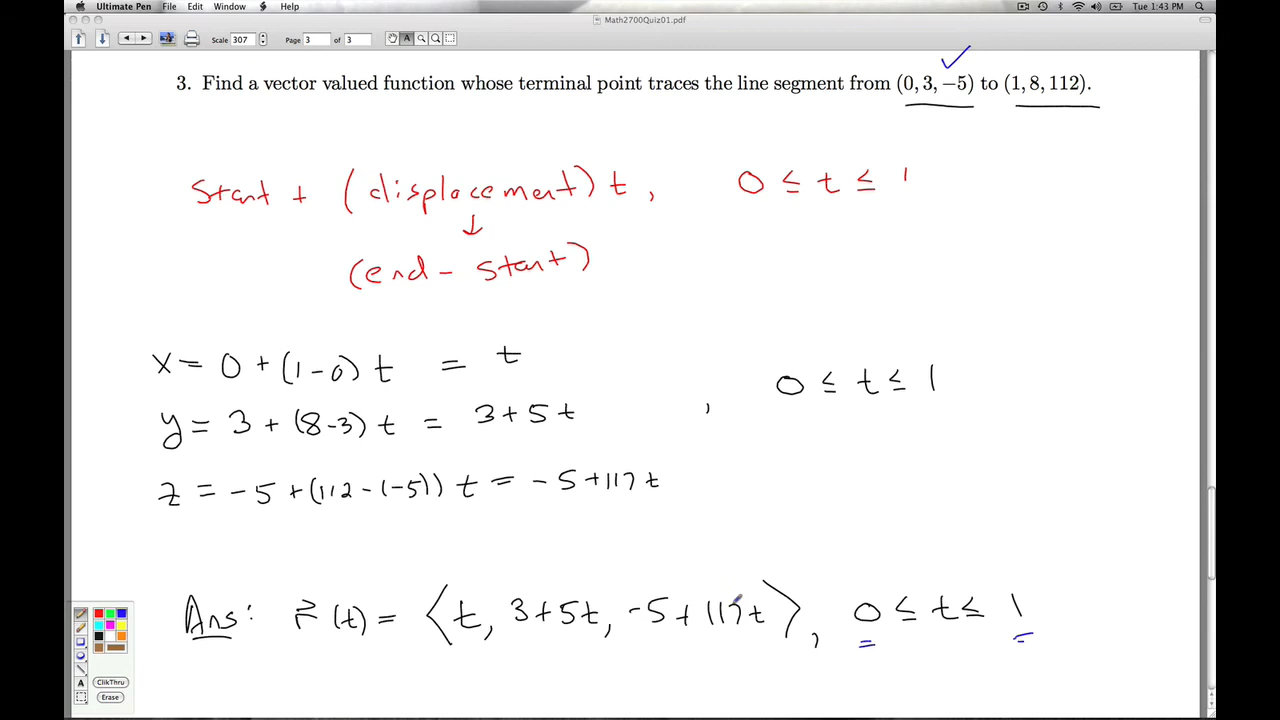 Ultimate Pen File Edit Window Help Tue 1:43 PM
Math2700Quiz01.pdf
Scale 307 Page 3 of 3 A
3. Find a vector valued function whose terminal point traces the line segment from (0, 3, −5) to (1, 8, 112).
Start + (displacement) t, 0 ≤ t ≤ 1
↓
(end - start)
x = 0 + (1-0) t = t
y = 3 + (8-3) t = 3 + 5t
, 0 ≤ t ≤ 1
z = -5 + (112 - (-5)) t = -5 + 117t
Ans: r⃗(t) = ⟨t, 3+5t, -5+117t⟩, 0 ≤ t ≤ 1
A
ClikThru
Erase